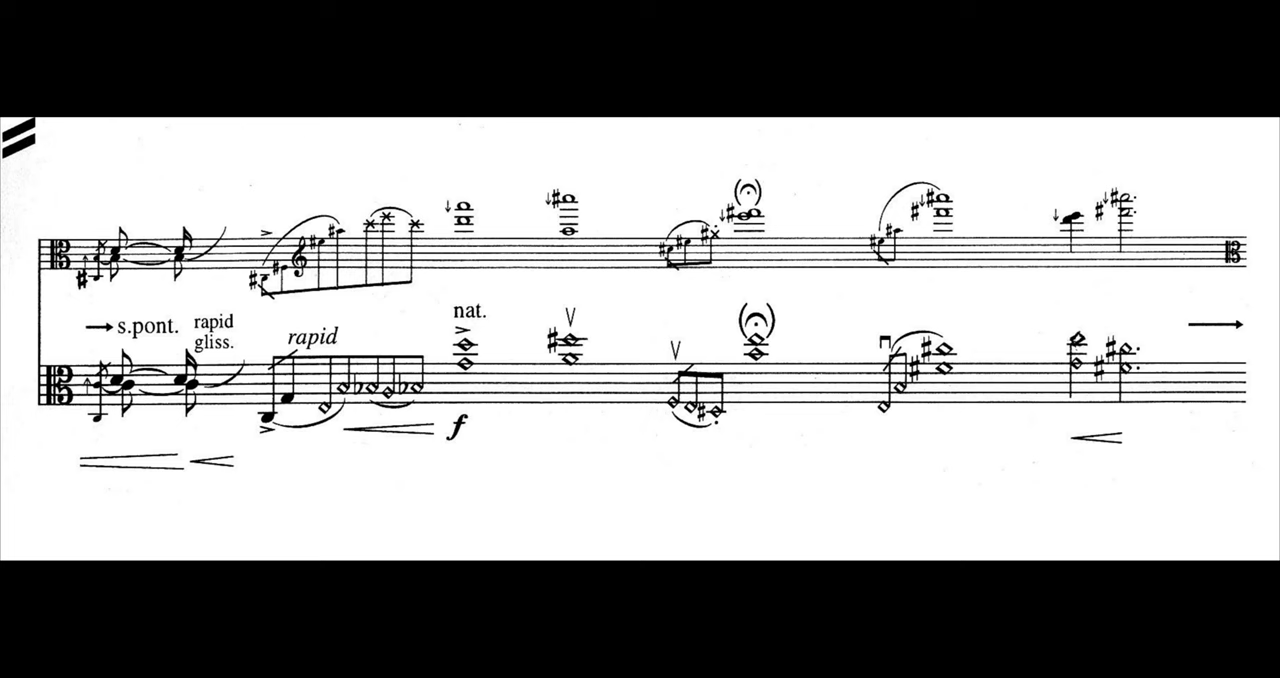 → s.pont.
rapid
gliss.
rapid
nat.
f